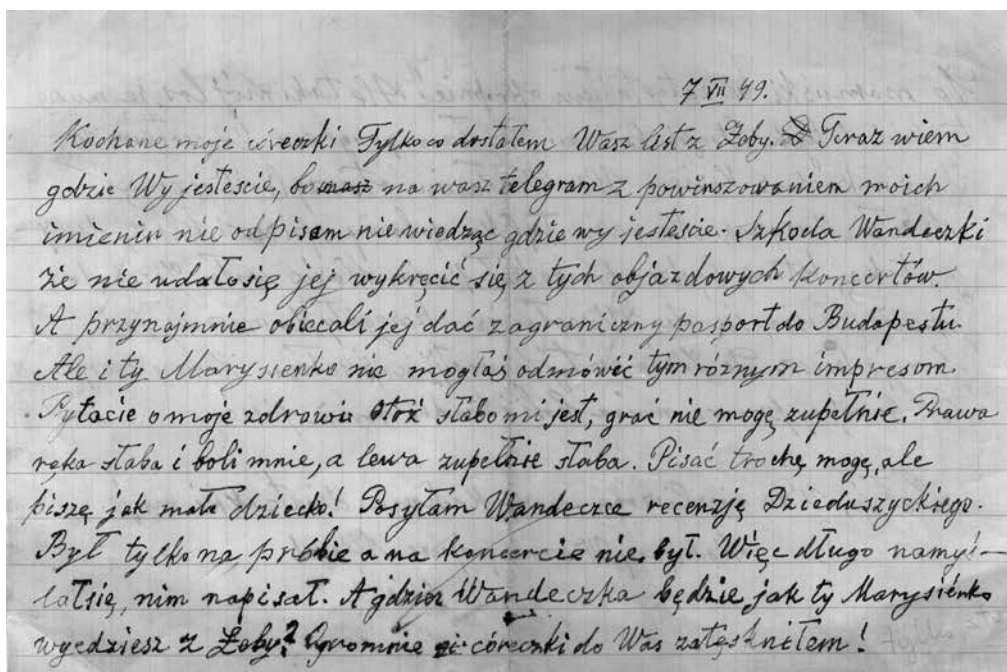 7 VII 49.
Kochane moje córeczki Tylko co dostałem Wasz list z Łeby. Teraz wiem
gdzie Wy jesteście, bo na wasz telegram z powinszowaniem moich
imienin nie odpisam nie wiedząc gdzie wy jesteście. Szkoda Wandeczki
że nie udało się jej wykręcić się z tych objazdowych koncertów.
A przynajmnie obiecali jej dać zagraniczny pasport do Budapesztu.
Ale i ty Marysieńko nie mogłaś odmówić tym różnym impresom.
Pytacie o moje zdrowie otóż słabo mi jest, grać nie mogę zupełnie. Prawa
ręka słaba i boli mnie, a lewa zupełnie słaba. Pisać trochę mogę, ale
piszę jak małe dziecko! Posyłam Wandeczce recenzję Dzieduszyckiego.
Był tylko na próbie a na koncercie nie był. Więc długo namyś-
lał się, nim napisał. A gdzie Wandeczka będzie jak ty Marysieńko
wyedziesz z Łeby? Ogromnie córeczki do Was zatęskniłem!